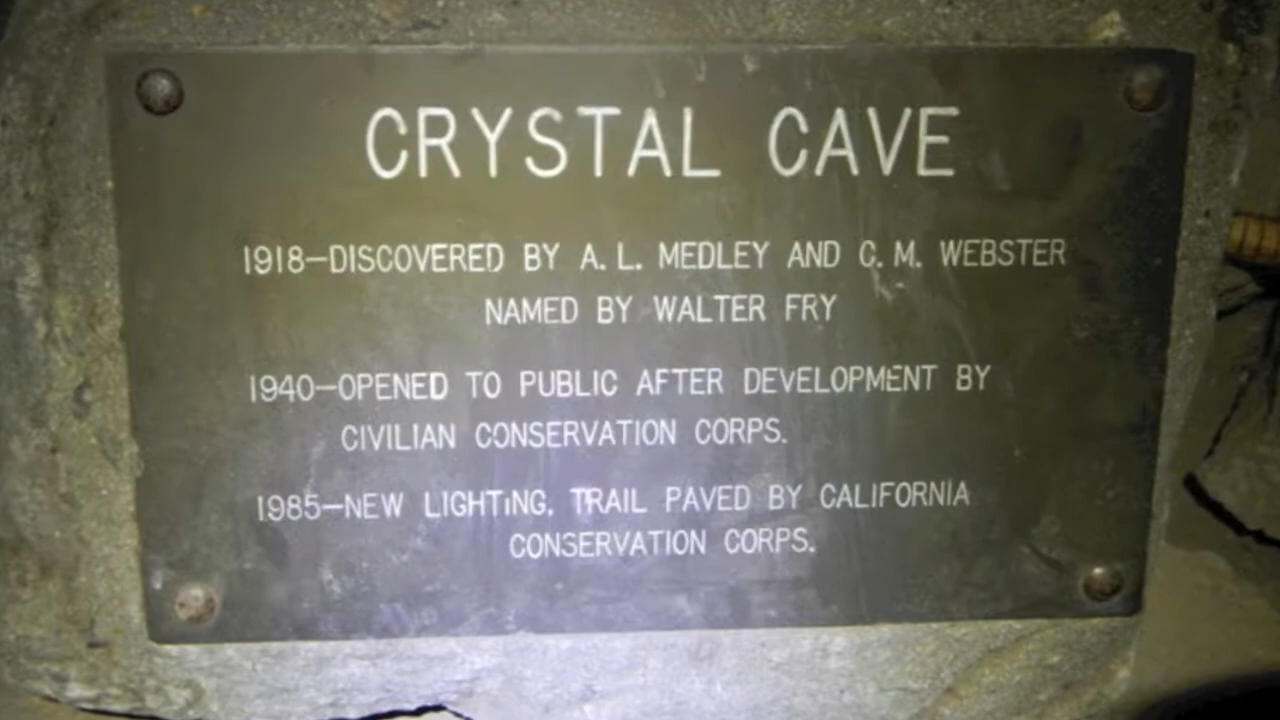 CRYSTAL CAVE
1918—DISCOVERED BY A. L. MEDLEY AND C. M. WEBSTER
NAMED BY WALTER FRY
1940—OPENED TO PUBLIC AFTER DEVELOPMENT BY
CIVILIAN CONSERVATION CORPS.
1985—NEW LIGHTING, TRAIL PAVED BY CALIFORNIA
CONSERVATION CORPS.